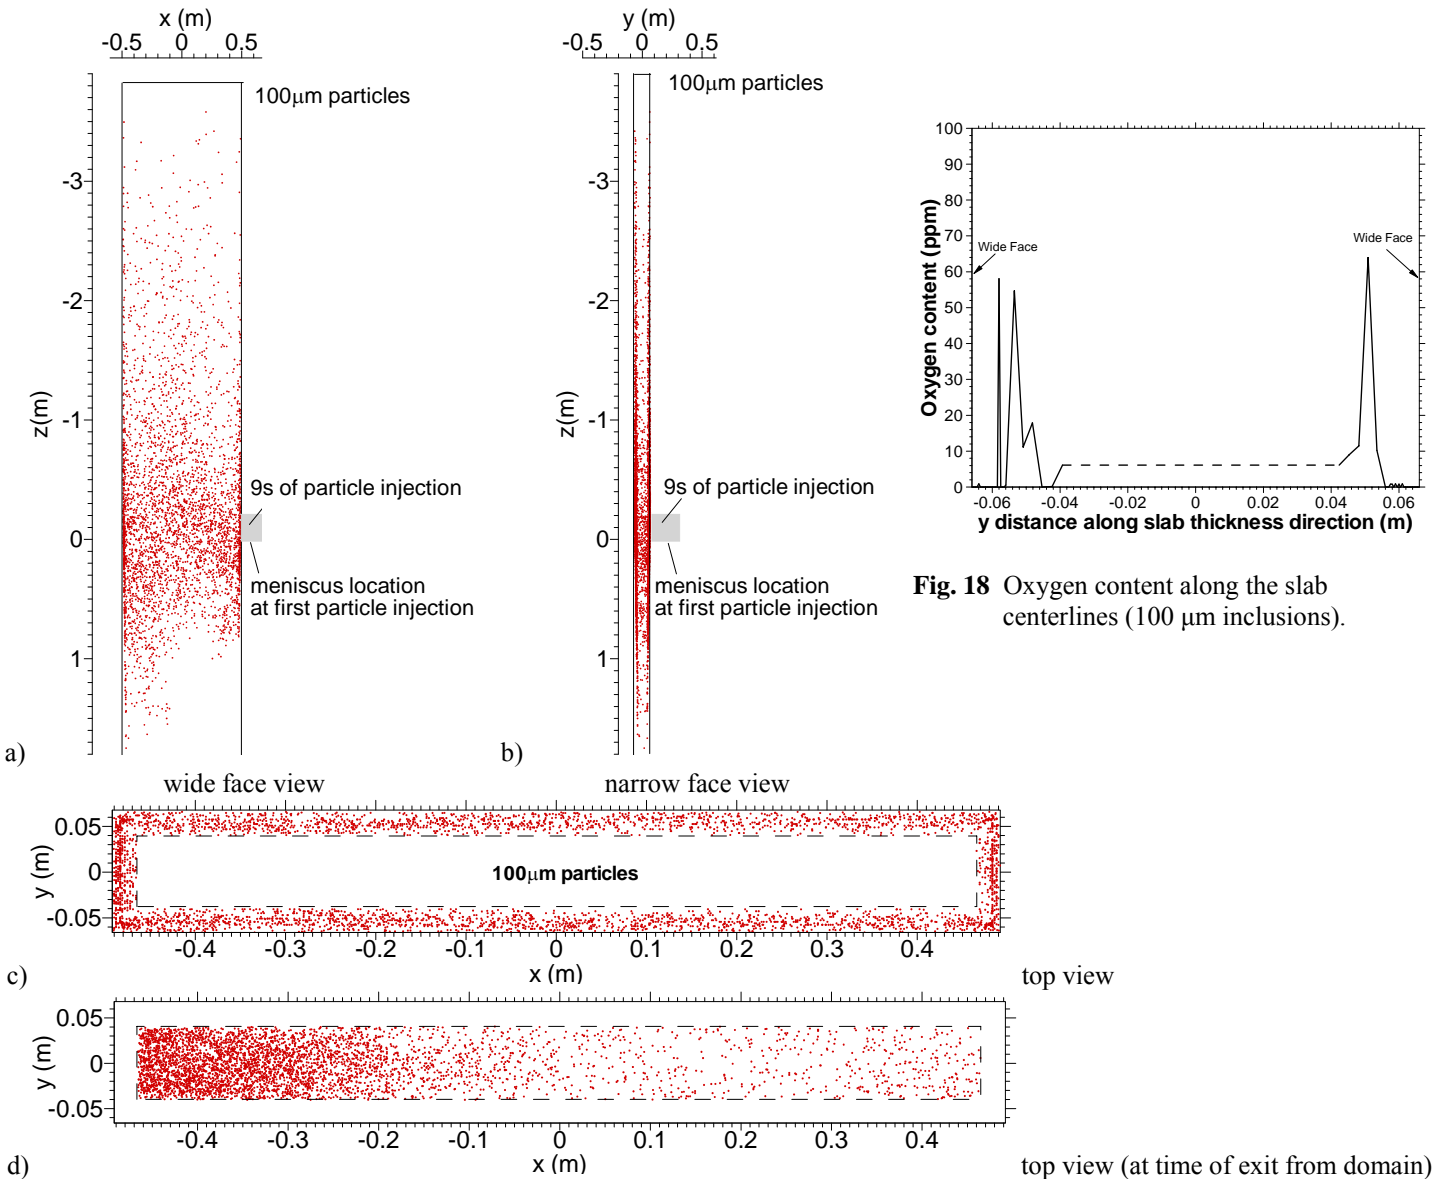 x (m)
-0.5 0 0.5
100μm particles
z(m)
-3
-2
-1
0
1
9s of particle injection
meniscus location
at first particle injection
a)
wide face view
y (m)
-0.5 0 0.5
100μm particles
z(m)
-3
-2
-1
0
1
9s of particle injection
meniscus location
at first particle injection
b)
narrow face view
Oxygen content (ppm)
100
90
80
70
60
50
40
30
20
10
0
Wide Face
Wide Face
-0.06 -0.04 -0.02 0 0.02 0.04 0.06
y distance along slab thickness direction (m)
Fig. 18 Oxygen content along the slab
centerlines (100 μm inclusions).
y (m)
0.05
0
-0.05
100μm particles
-0.4 -0.3 -0.2 -0.1 0 0.1 0.2 0.3 0.4
x (m)
c)
top view
y (m)
0.05
0
-0.05
-0.4 -0.3 -0.2 -0.1 0 0.1 0.2 0.3 0.4
x (m)
d)
top view (at time of exit from domain)